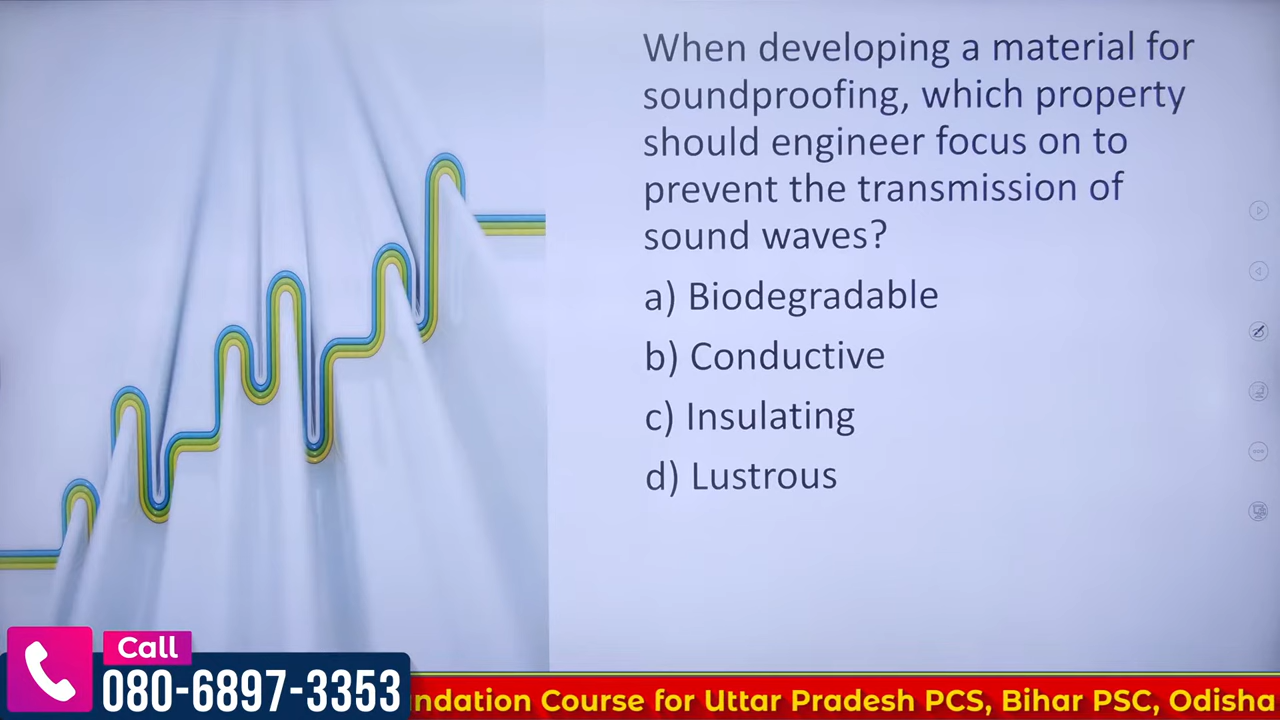 When developing a material for
soundproofing, which property
should engineer focus on to
prevent the transmission of
sound waves?
a) Biodegradable
b) Conductive
c) Insulating
d) Lustrous
Call
080-6897-3353
ndation Course for Uttar Pradesh PCS, Bihar PSC, Odisha